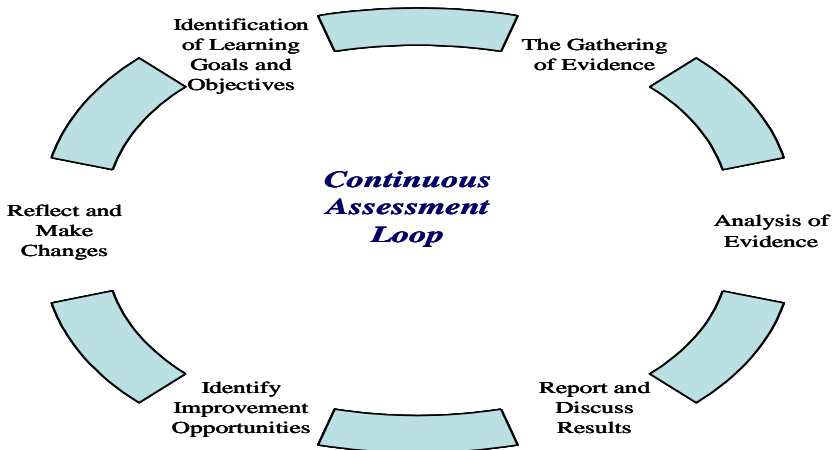 Identification
of Learning
Goals and
Objectives
The Gathering
of Evidence
Continuous
Assessment
Loop
Reflect and
Make
Changes
Analysis of
Evidence
Identify
Improvement
Opportunities
Report and
Discuss
Results